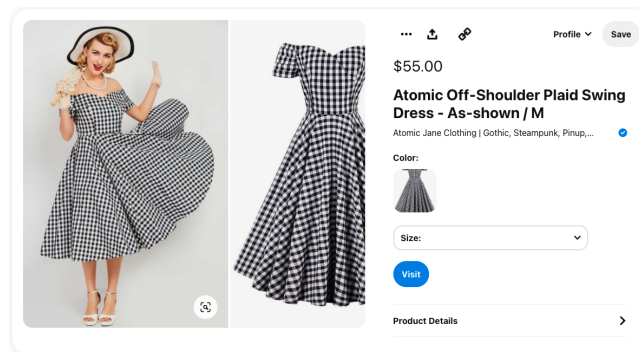 Profile
Save
$55.00
Atomic Off-Shoulder Plaid Swing
Dress - As-shown / M
Atomic Jane Clothing | Gothic, Steampunk, Pinup,...
Color:
Size:
Visit
Product Details